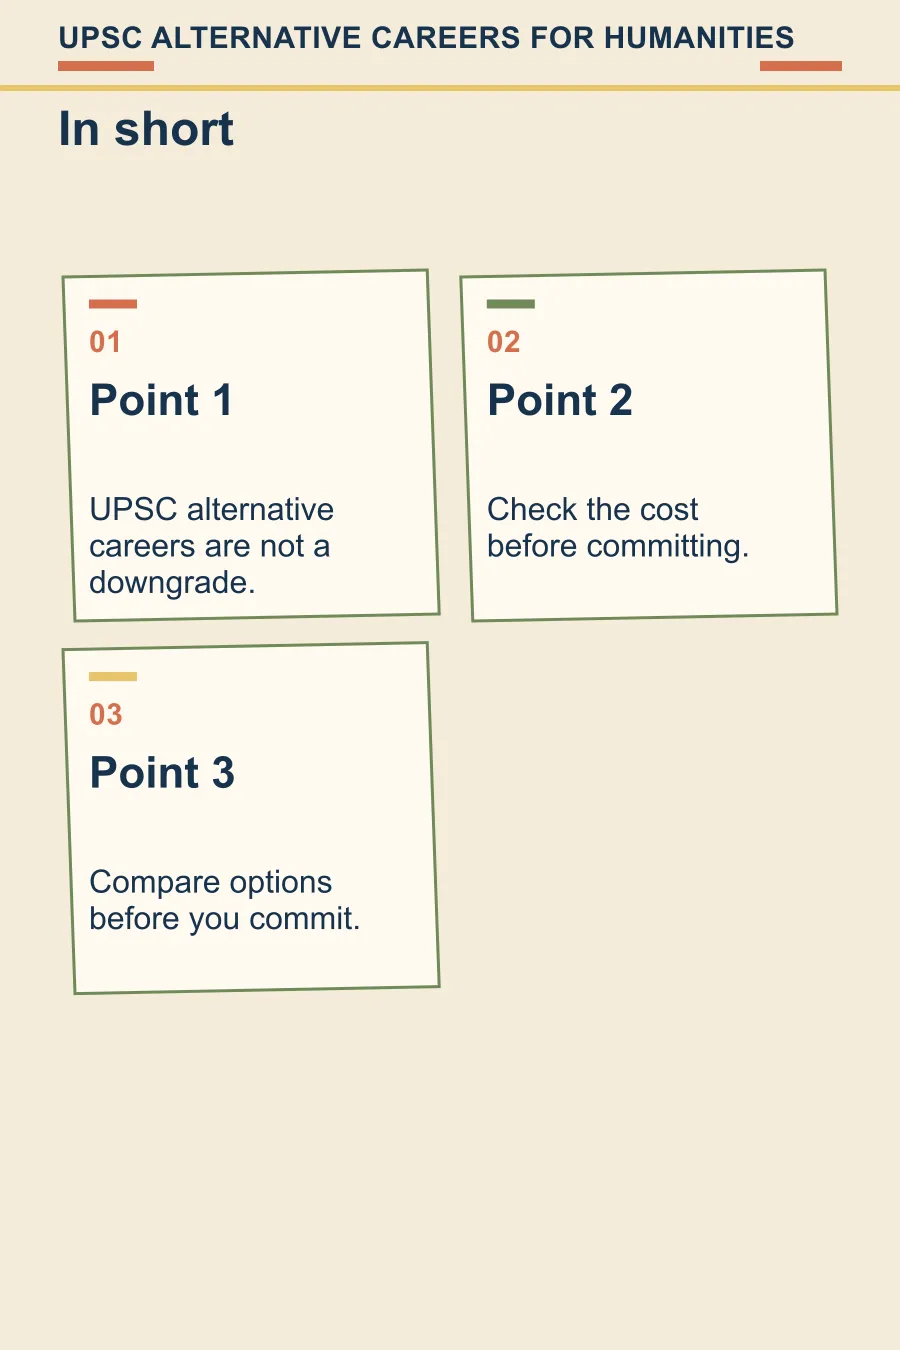 UPSC ALTERNATIVE CAREERS FOR HUMANITIES
In short
01
Point 1
UPSC alternative
careers are not a
downgrade.
02
Point 2
Check the cost
before committing.
03
Point 3
Compare options
before you commit.